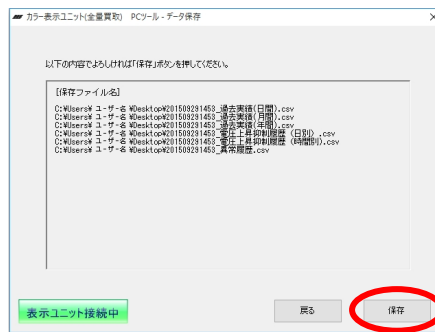 カラー表示ユニット(全量買取) PCツール - データ保存
以下の内容でよろしければ｢保存｣ボタンを押してください。
[保存ファイル名]
C:¥Users¥ ユーザー名 ¥Desktop¥201509291453_過去実績(日間).csv
C:¥Users¥ ユーザー名 ¥Desktop¥201509291453_過去実績(月間).csv
C:¥Users¥ ユーザー名 ¥Desktop¥201509291453_過去実績(年間).csv
C:¥Users¥ ユーザー名 ¥Desktop¥201509291453_電圧上昇抑制履歴（日別）.csv
C:¥Users¥ ユーザー名 ¥Desktop¥201509291453_電圧上昇抑制履歴（時間別).csv
C:¥Users¥ ユーザー名 ¥Desktop¥201509291453_異常履歴.csv
表示ユニット接続中
戻る
保存